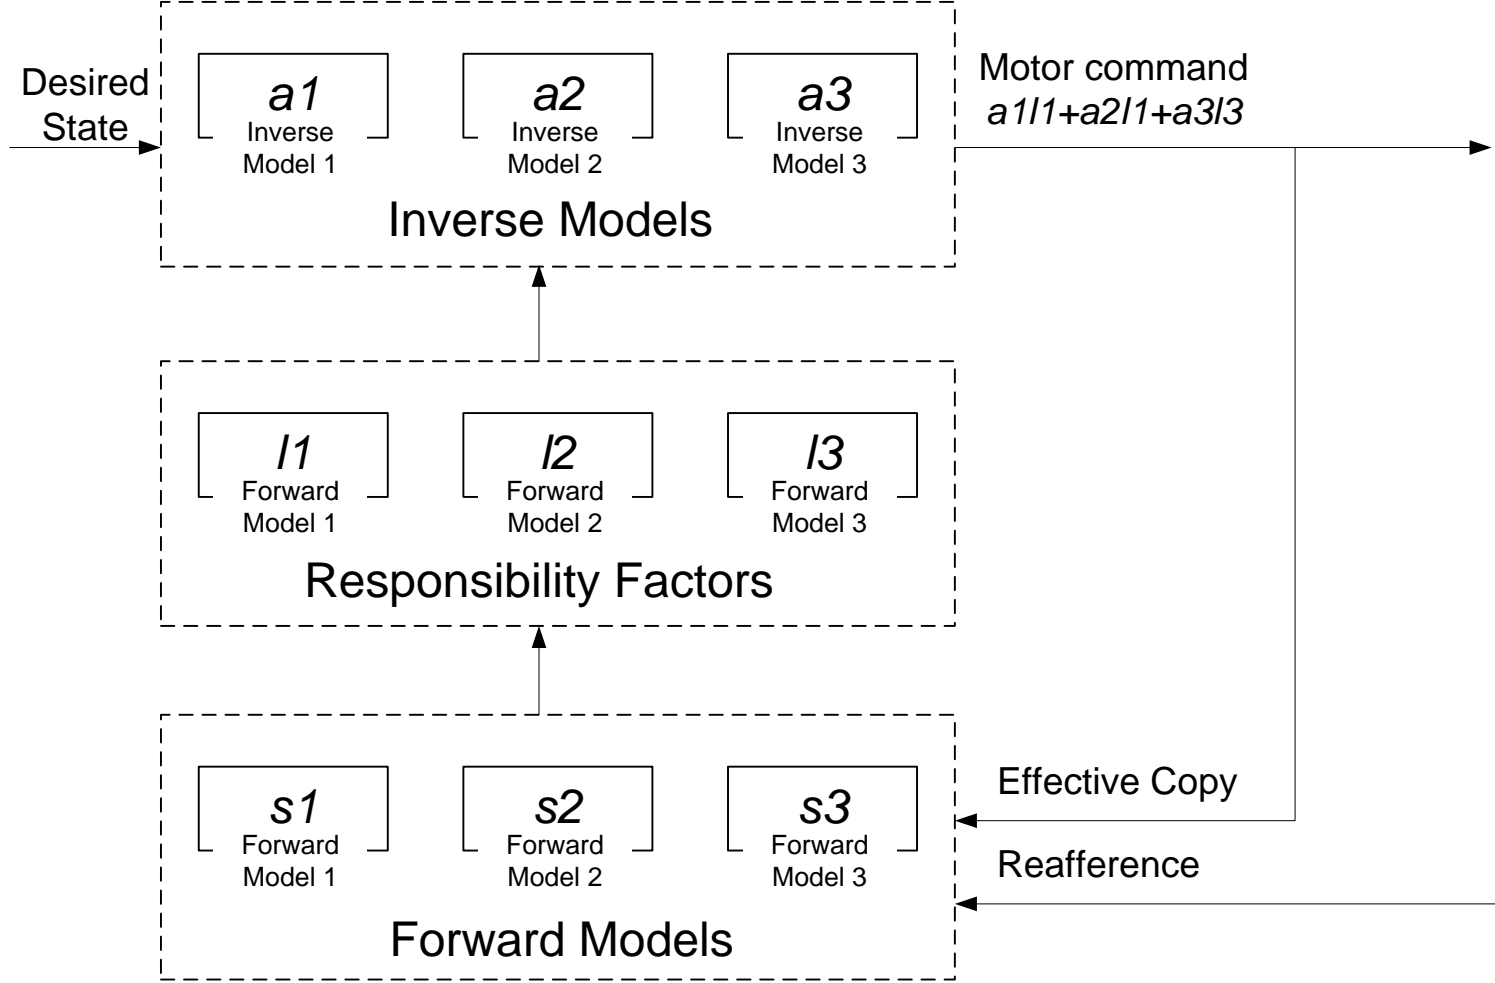 Desired
State
a1
Inverse
Model 1
a2
Inverse
Model 2
a3
Inverse
Model 3
Inverse Models
Motor command
a1l1+a2l1+a3l3
l1
Forward
Model 1
l2
Forward
Model 2
l3
Forward
Model 3
Responsibility Factors
s1
Forward
Model 1
s2
Forward
Model 2
s3
Forward
Model 3
Forward Models
Effective Copy
Reafference